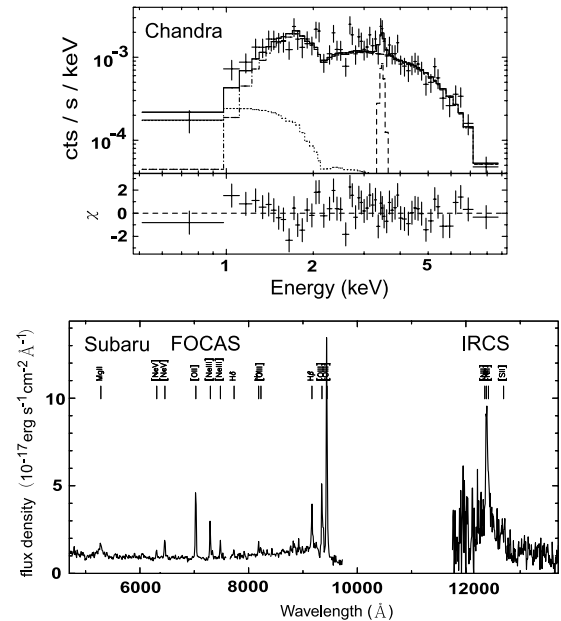 Chandra
cts / s / keV
10⁻³
10⁻⁴
χ
2
0
-2
1 2 5
Energy (keV)
Subaru FOCAS IRCS
MgII [NeV] [NeV] [OII] [NeIII] [NeIII] Hδ [OIII] Hβ [OIII] [SII]
flux density (10⁻¹⁷erg s⁻¹cm⁻² Å⁻¹)
10
5
0
6000 8000 10000 12000
Wavelength (Å)